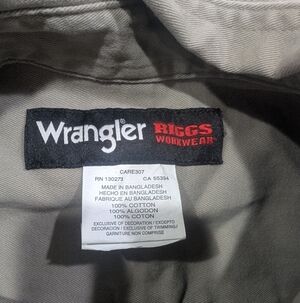 Wrangler RIGGS
WORKWEAR
CARE307
RN 130273 CA 55394
MADE IN BANGLADESH
HECHO EN BANGLADESH
FABRIQUE AU BANGLADESH
100% COTTON
100% ALGODON
100% COTON
EXCLUSIVE OF DECORATION / EXCEPTO
DECORACION / EXCLUSIVE OF TRIMMING/
GARNITURE NON COMPRISE